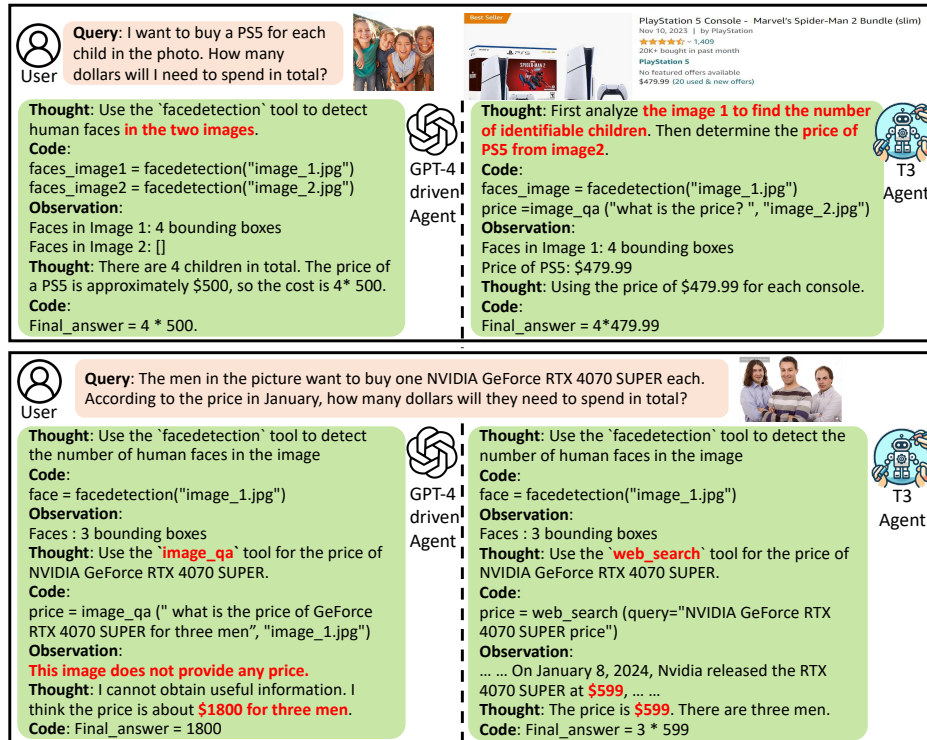 Query: I want to buy a PS5 for each
child in the photo. How many
dollars will I need to spend in total?
User
Best Seller
PlayStation 5 Console - Marvel's Spider-Man 2 Bundle (slim)
Nov 10, 2023 | by PlayStation
1,409
20K+ bought in past month
PlayStation 5
No featured offers available
$479.99 (20 used & new offers)
Thought: Use the `facedetection` tool to detect
human faces in the two images.
Code:
faces_image1 = facedetection("image_1.jpg")
faces_image2 = facedetection("image_2.jpg")
Observation:
Faces in Image 1: 4 bounding boxes
Faces in Image 2: []
Thought: There are 4 children in total. The price of
a PS5 is approximately $500, so the cost is 4* 500.
Code:
Final_answer = 4 * 500.
GPT-4
driven
Agent
Thought: First analyze the image 1 to find the number
of identifiable children. Then determine the price of
PS5 from image2.
Code:
faces_image = facedetection("image_1.jpg")
price =image_qa ("what is the price? ", "image_2.jpg")
Observation:
Faces in Image 1: 4 bounding boxes
Price of PS5: $479.99
Thought: Using the price of $479.99 for each console.
Code:
Final_answer = 4*479.99
T3
Agent
Query: The men in the picture want to buy one NVIDIA GeForce RTX 4070 SUPER each.
According to the price in January, how many dollars will they need to spend in total?
User
Thought: Use the `facedetection` tool to detect
the number of human faces in the image
Code:
face = facedetection("image_1.jpg")
Observation:
Faces : 3 bounding boxes
Thought: Use the `image_qa` tool for the price of
NVIDIA GeForce RTX 4070 SUPER.
Code:
price = image_qa (" what is the price of GeForce
RTX 4070 SUPER for three men”, "image_1.jpg")
Observation:
This image does not provide any price.
Thought: I cannot obtain useful information. I
think the price is about $1800 for three men.
Code: Final_answer = 1800
GPT-4
driven
Agent
Thought: Use the `facedetection` tool to detect the
number of human faces in the image
Code:
face = facedetection("image_1.jpg")
Observation:
Faces : 3 bounding boxes
Thought: Use the `web_search` tool for the price of
NVIDIA GeForce RTX 4070 SUPER.
Code:
price = web_search (query="NVIDIA GeForce RTX
4070 SUPER price")
Observation:
... ... On January 8, 2024, Nvidia released the RTX
4070 SUPER at $599, ... ...
Thought: The price is $599. There are three men.
Code: Final_answer = 3 * 599
T3
Agent